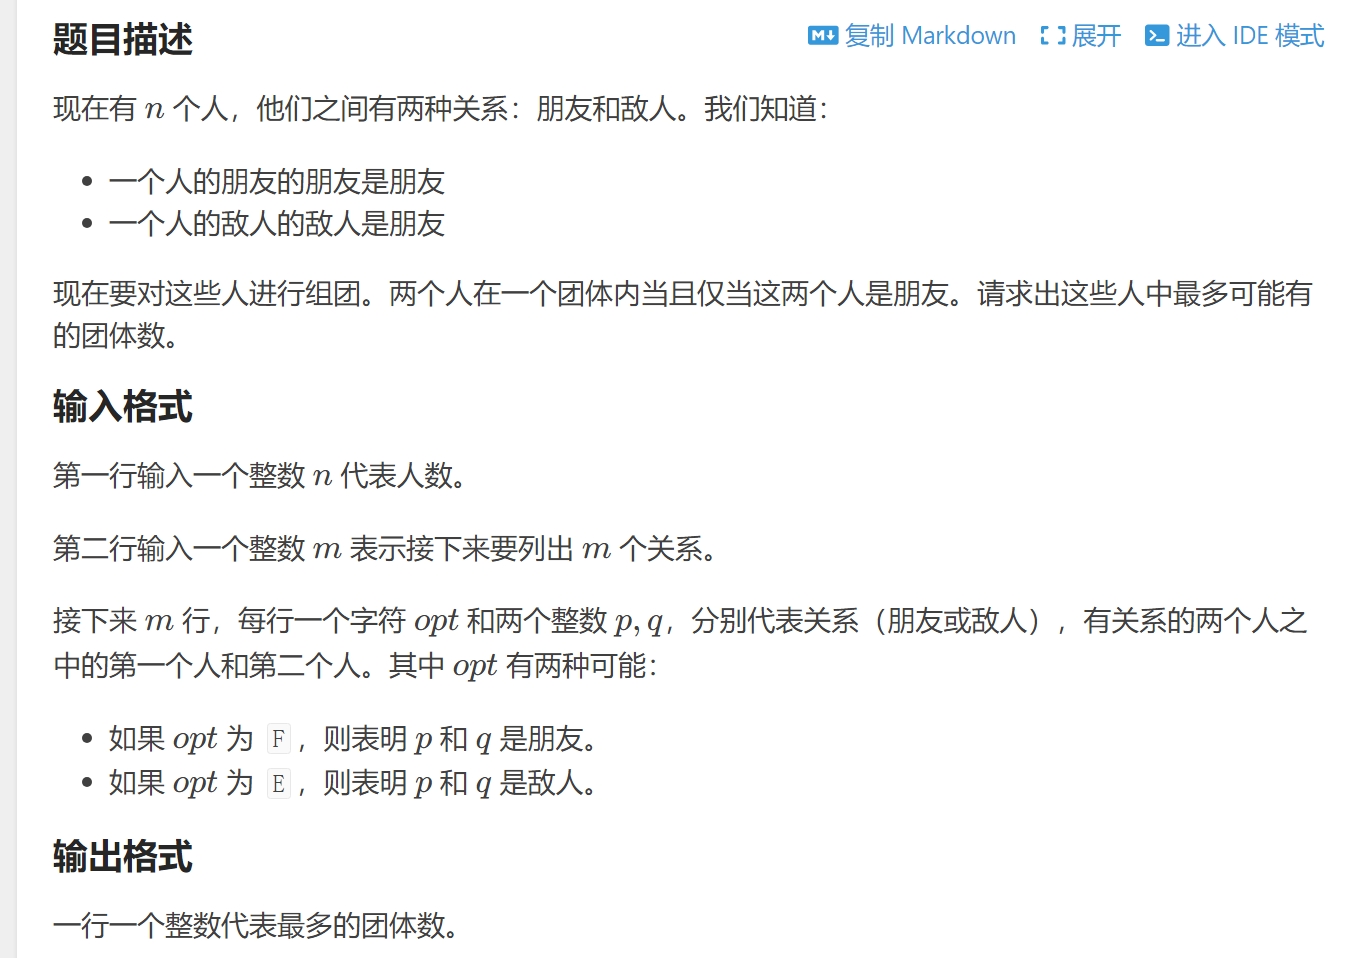 题目描述
复制 Markdown 展开 进入 IDE 模式
现在有 n 个人，他们之间有两种关系：朋友和敌人。我们知道：
• 一个人的朋友的朋友是朋友
• 一个人的敌人的敌人是朋友
现在要对这些人进行组团。两个人在一个团体内当且仅当这两个人是朋友。请求出这些人中最多可能有
的团体数。
输入格式
第一行输入一个整数 n 代表人数。
第二行输入一个整数 m 表示接下来要列出 m 个关系。
接下来 m 行，每行一个字符 opt 和两个整数 p, q，分别代表关系（朋友或敌人），有关系的两个人之
中的第一个人和第二个人。其中 opt 有两种可能：
• 如果 opt 为 F，则表明 p 和 q 是朋友。
• 如果 opt 为 E，则表明 p 和 q 是敌人。
输出格式
一行一个整数代表最多的团体数。